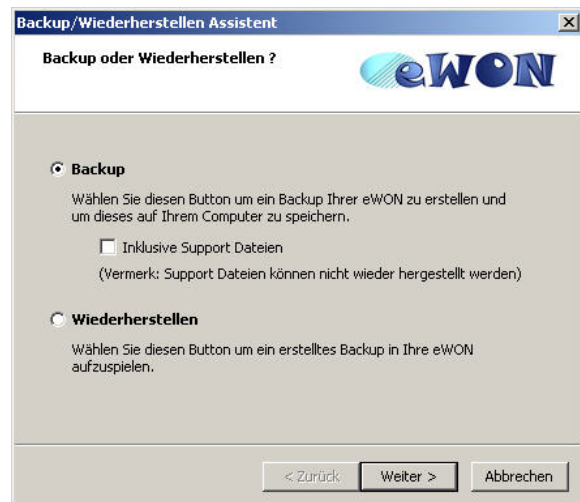 Backup/Wiederherstellen Assistent
Backup oder Wiederherstellen ?
eWON
Backup
Wählen Sie diesen Button um ein Backup Ihrer eWON zu erstellen und
um dieses auf Ihrem Computer zu speichern.
Inklusive Support Dateien
(Vermerk: Support Dateien können nicht wieder hergestellt werden)
Wiederherstellen
Wählen Sie diesen Button um ein erstelltes Backup in Ihre eWON
aufzuspielen.
< Zurück Weiter > Abbrechen